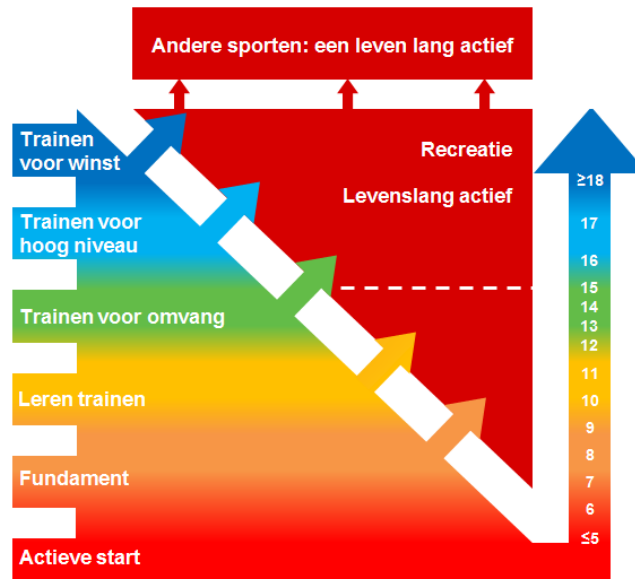 Andere sporten: een leven lang actief
Trainen
voor winst
Trainen voor
hoog niveau
Trainen voor omvang
Leren trainen
Fundament
Actieve start
Recreatie
Levenslang actief
≥18
17
16
15
14
13
12
11
10
9
8
7
6
≤5